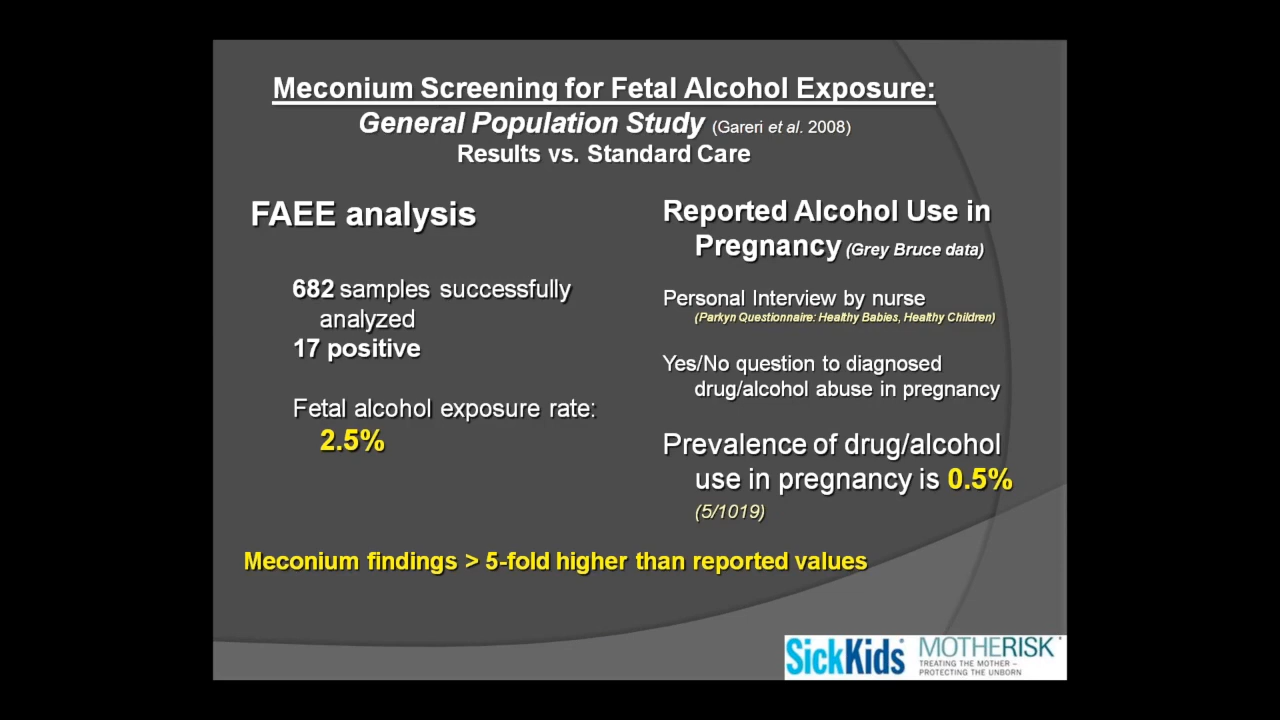 Meconium Screening for Fetal Alcohol Exposure:
General Population Study (Gareri et al. 2008)
Results vs. Standard Care
FAEE analysis
682 samples successfully
analyzed
17 positive
Fetal alcohol exposure rate:
2.5%
Reported Alcohol Use in
Pregnancy (Grey Bruce data)
Personal Interview by nurse
(Parkyn Questionnaire: Healthy Babies, Healthy Children)
Yes/No question to diagnosed
drug/alcohol abuse in pregnancy
Prevalence of drug/alcohol
use in pregnancy is 0.5%
(5/1019)
Meconium findings > 5-fold higher than reported values
SickKids
MOTHERISK
TREATING THE MOTHER –
PROTECTING THE UNBORN